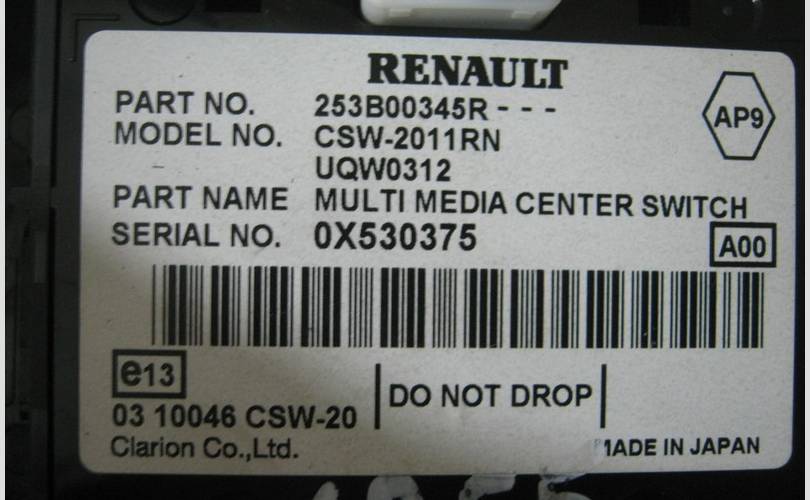 RENAULT
PART NO. 253B00345R - - -
AP9
MODEL NO. CSW-2011RN
UQW0312
PART NAME MULTI MEDIA CENTER SWITCH
SERIAL NO. 0X530375
A00
e13
DO NOT DROP
03 10046 CSW-20
Clarion Co.,Ltd.
MADE IN JAPAN